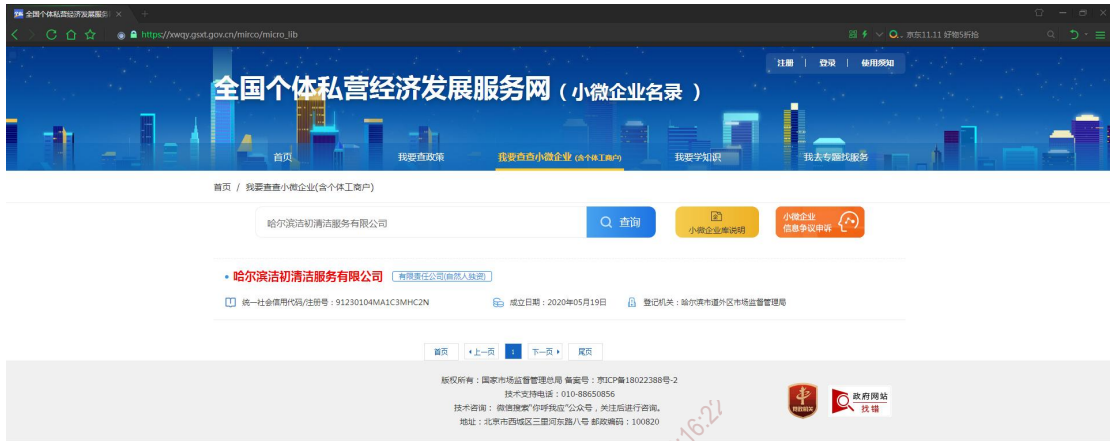 全国个体私营经济发展服务
https://xwqy.gsxt.gov.cn/mirco/micro_lib
京东11.11 好物5折抢
注册 | 登录 | 使用须知
全国个体私营经济发展服务网（小微企业名录 ）
首页 我要查政策 我要查查小微企业 (含个体工商户) 我要学知识 我去专题找服务
首页 / 我要查查小微企业(含个体工商户)
哈尔滨洁初清洁服务有限公司 查询 小微企业库说明 小微企业
信息争议申诉
哈尔滨洁初清洁服务有限公司 有限责任公司(自然人独资)
统一社会信用代码/注册号：91230104MA1C3MHC2N 成立日期：2020年05月19日 登记机关：哈尔滨市道外区市场监督管理局
首页 上一页 1 下一页 尾页
版权所有：国家市场监督管理总局 备案号：京ICP备18022388号-2
技术支持电话：010-88650856
技术咨询： 微信搜索"你呼我应"公众号，关注后进行咨询。
地址：北京市西城区三里河东路八号 邮政编码：100820
政府网站
找错
16:22